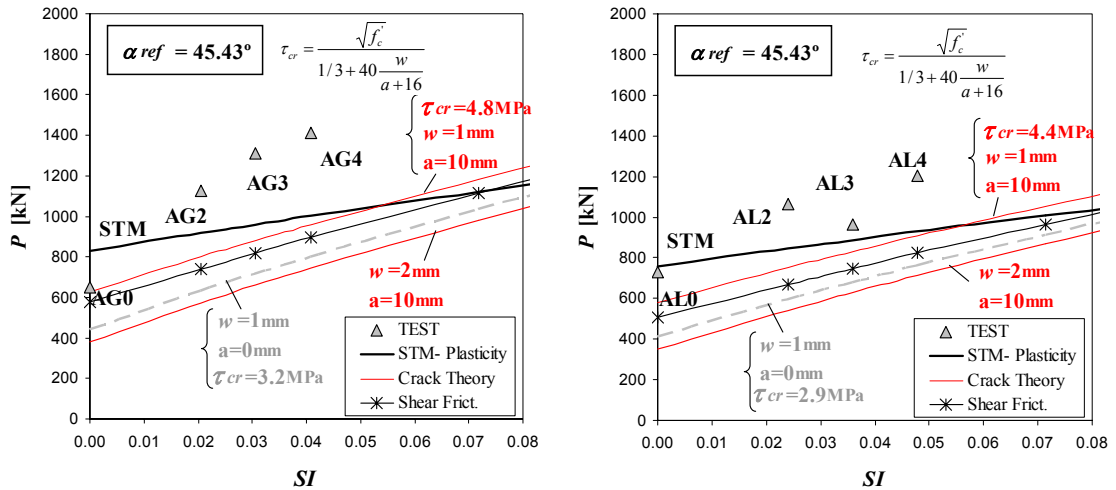 α ref = 45.43º
τcr = √f'c / 1/3 + 40 w / a + 16
2000
1800
1600
1400
1200
1000
800
600
400
200
0
P [kN]
τcr=4.8MPa
w=1mm
a=10mm
AG4
AG3
AG2
STM
AG0
w=2mm
a=10mm
w=1mm
a=0mm
τcr=3.2MPa
TEST
STM- Plasticity
Crack Theory
Shear Frict.
0.00 0.01 0.02 0.03 0.04 0.05 0.06 0.07 0.08
SI
α ref = 45.43º
τcr = √f'c / 1/3 + 40 w / a + 16
2000
1800
1600
1400
1200
1000
800
600
400
200
0
P [kN]
τcr=4.4MPa
w=1mm
a=10mm
AL4
AL3
AL2
STM
AL0
w=2mm
a=10mm
w=1mm
a=0mm
τcr=2.9MPa
TEST
STM- Plasticity
Crack Theory
Shear Frict.
0.00 0.01 0.02 0.03 0.04 0.05 0.06 0.07 0.08
SI